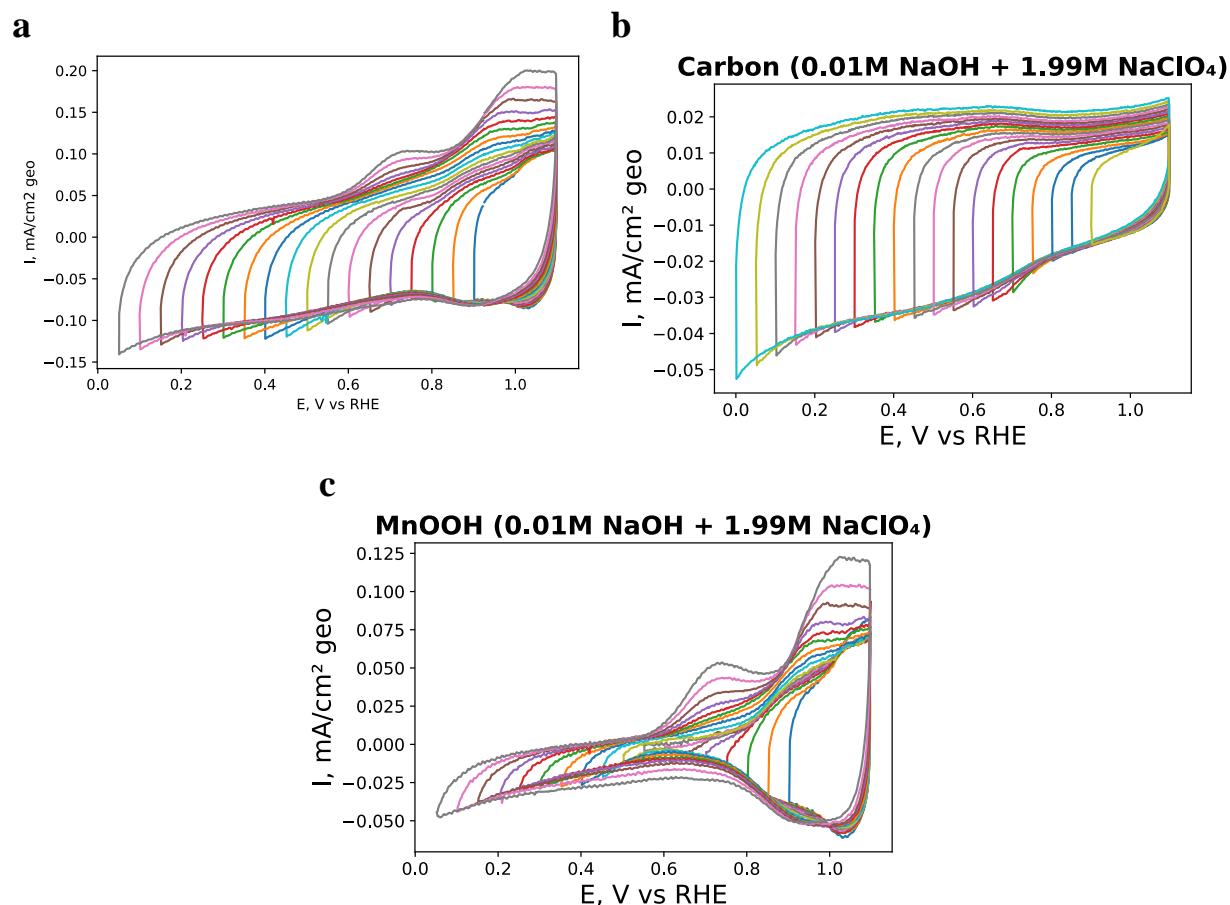 a
0.20
0.15
0.10
0.05
0.00
−0.05
−0.10
−0.15
I, mA/cm2 geo
0.0 0.2 0.4 0.6 0.8 1.0
E, V vs RHE
b
Carbon (0.01M NaOH + 1.99M NaClO₄)
0.02
0.01
0.00
−0.01
−0.02
−0.03
−0.04
−0.05
I, mA/cm² geo
0.0 0.2 0.4 0.6 0.8 1.0
E, V vs RHE
c
MnOOH (0.01M NaOH + 1.99M NaClO₄)
0.125
0.100
0.075
0.050
0.025
0.000
−0.025
−0.050
I, mA/cm² geo
0.0 0.2 0.4 0.6 0.8 1.0
E, V vs RHE